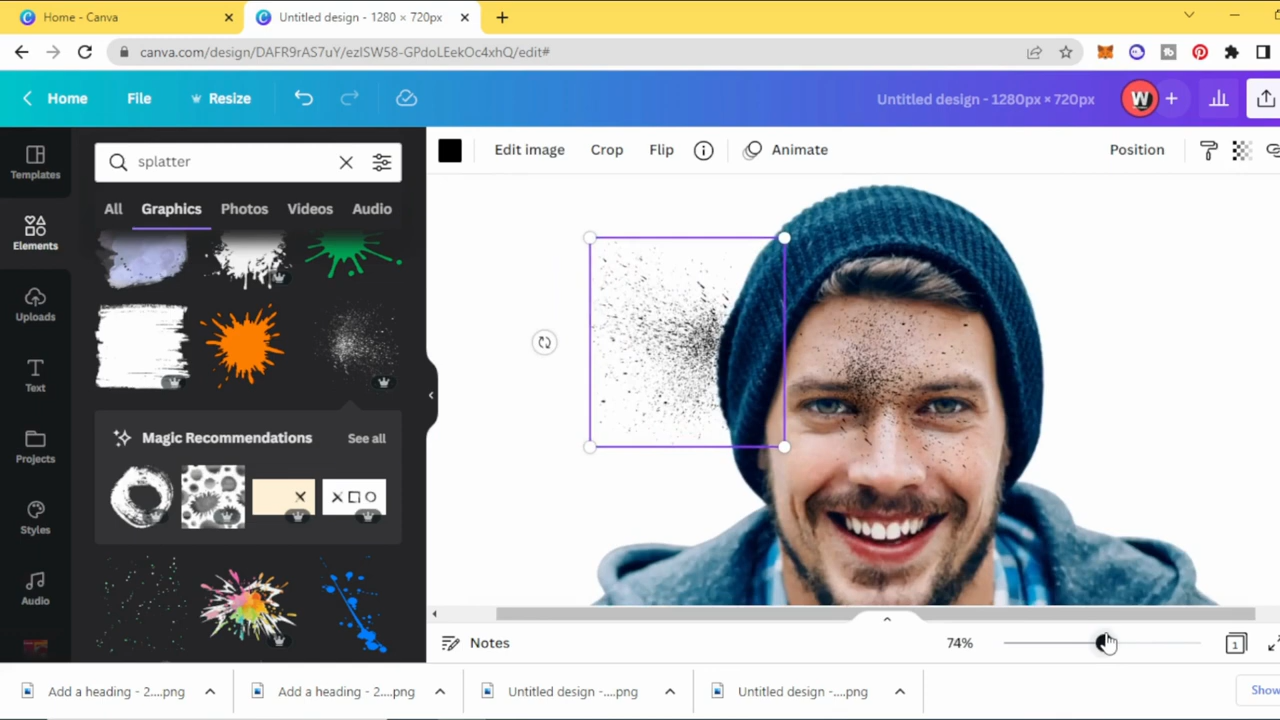 Home - Canva
Untitled design - 1280 × 720px
canva.com/design/DAFR9rAS7uY/ezISW58-GPdoLEekOc4xhQ/edit#
Home
File
Resize
Untitled design - 1280px × 720px
W
Templates
Elements
Uploads
Text
Projects
Styles
Audio
splatter
All
Graphics
Photos
Videos
Audio
Magic Recommendations
See all
Edit image
Crop
Flip
Animate
Position
Notes
74%
1
Add a heading - 2....png
Add a heading - 2....png
Untitled design -....png
Untitled design -....png
Show